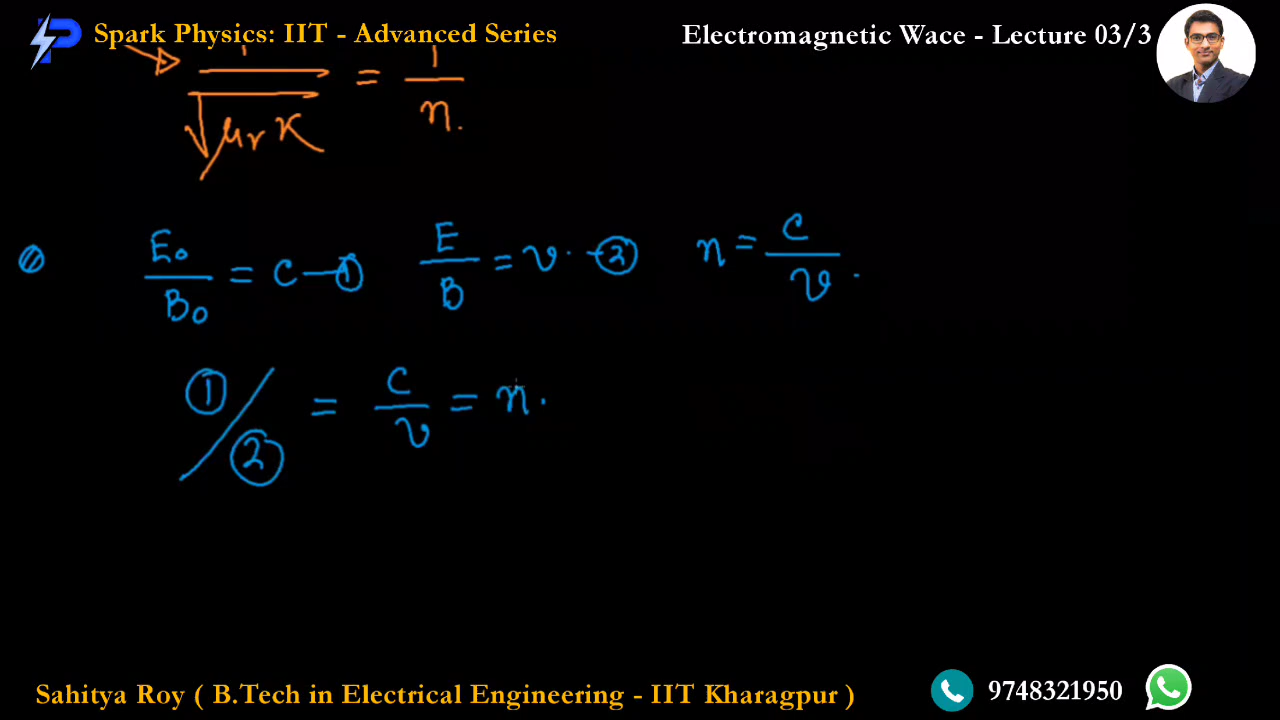 Spark Physics: IIT - Advanced Series
Electromagnetic Wace - Lecture 03/3
1/√(μr K) = 1/n.
E₀/B₀ = C — ①
E/B = v. — ②
n = C/v.
①/② = C/v = n.
Sahitya Roy ( B.Tech in Electrical Engineering - IIT Kharagpur )
9748321950